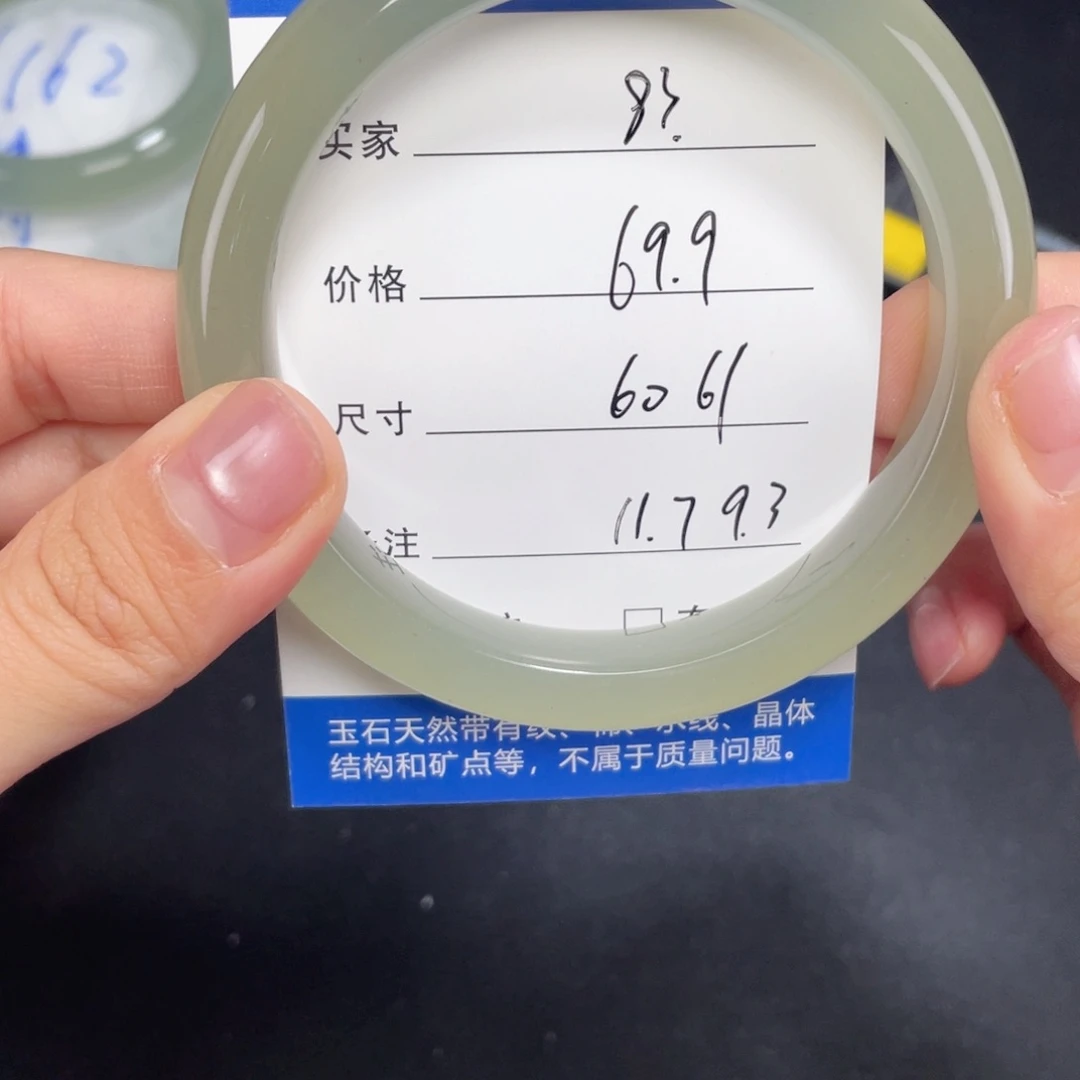 162
买家 83.
价格 69.9
尺寸 60 61
注 11.7 9.3
玉石天然带有纹、棉、水线、晶体
结构和矿点等，不属于质量问题。